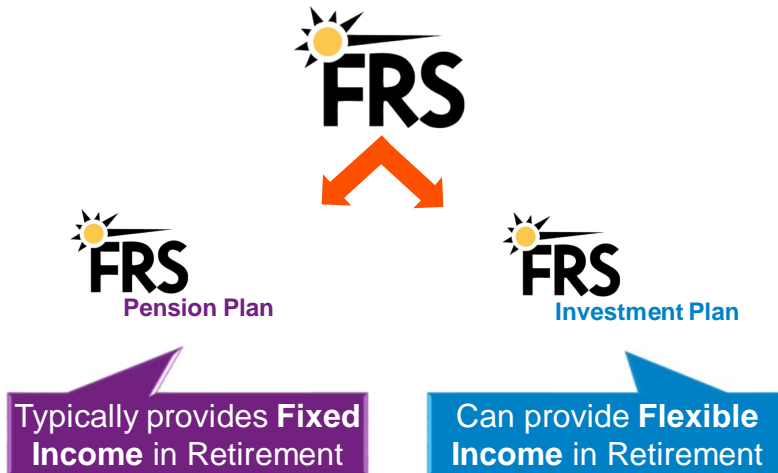 FRS
FRS
Pension Plan
FRS
Investment Plan
Typically provides Fixed
Income in Retirement
Can provide Flexible
Income in Retirement